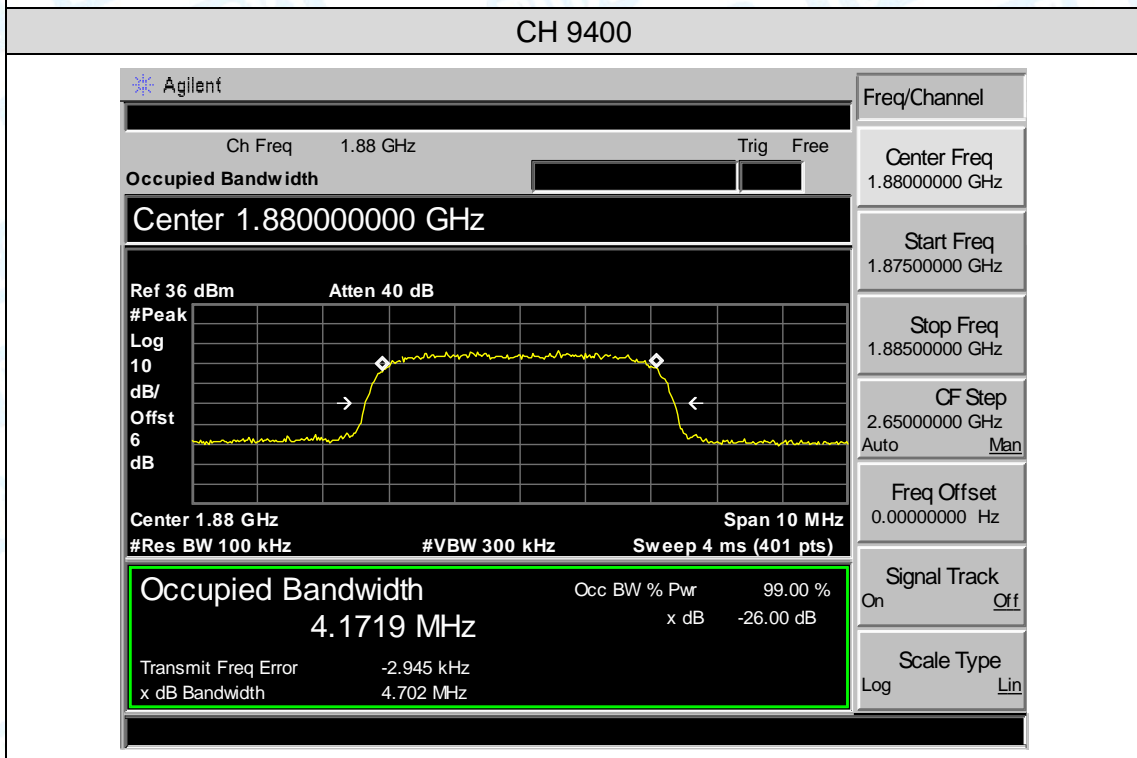 CH 9400
Agilent
Freq/Channel
Ch Freq 1.88 GHz Trig Free
Occupied Bandwidth
Center 1.880000000 GHz
Ref 36 dBm Atten 40 dB
#Peak
Log
10
dB/
Offst
6
dB
Center 1.88 GHz Span 10 MHz
#Res BW 100 kHz #VBW 300 kHz Sweep 4 ms (401 pts)
Occupied Bandwidth
4.1719 MHz
Occ BW % Pwr 99.00 %
x dB -26.00 dB
Transmit Freq Error -2.945 kHz
x dB Bandwidth 4.702 MHz
Center Freq
1.88000000 GHz
Start Freq
1.87500000 GHz
Stop Freq
1.88500000 GHz
CF Step
2.65000000 GHz
Auto Man
Freq Offset
0.00000000 Hz
Signal Track
On Off
Scale Type
Log Lin